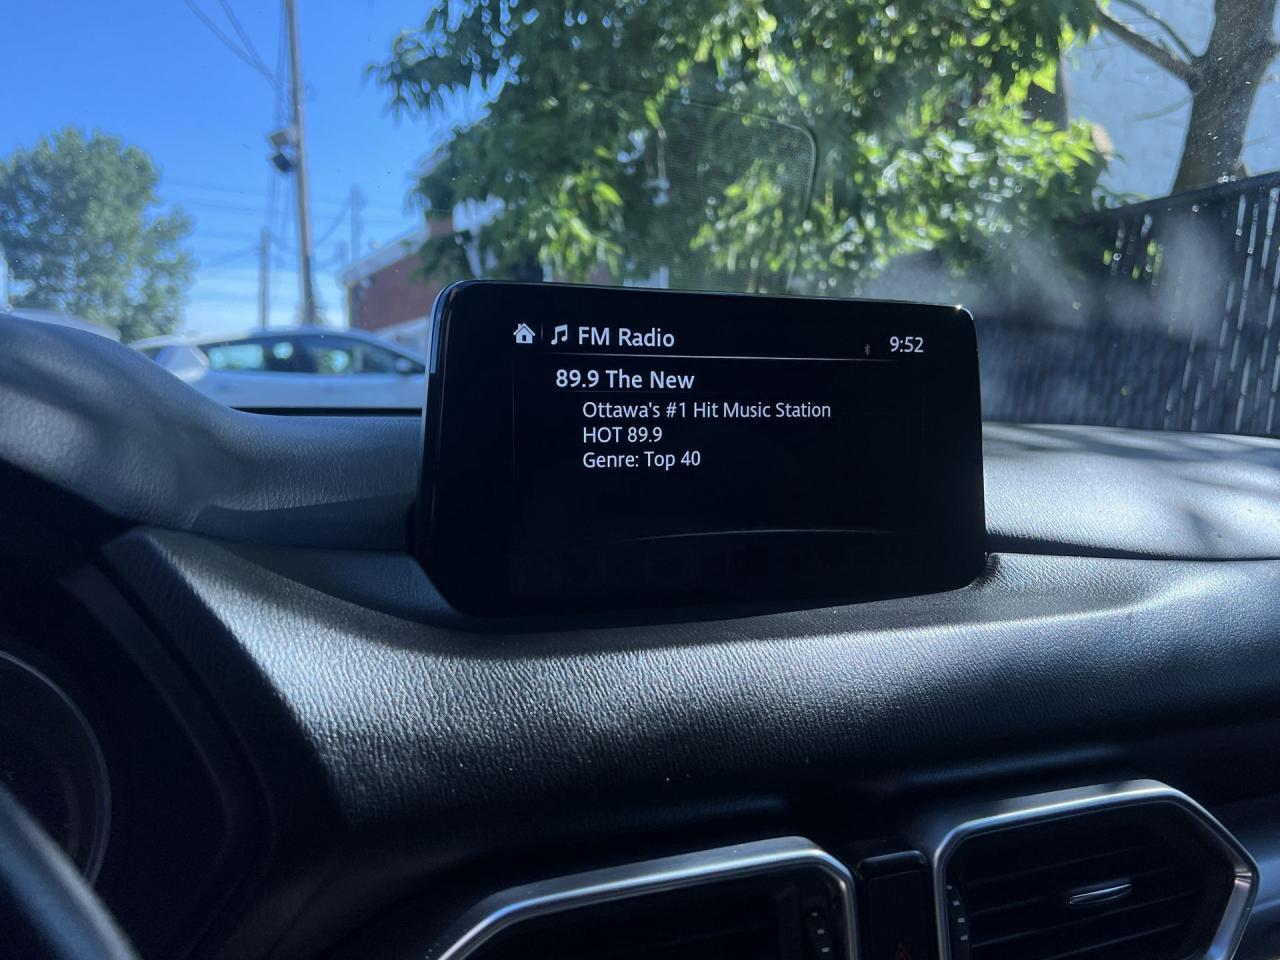 FM Radio
9:52
89.9 The New
Ottawa's #1 Hit Music Station
HOT 89.9
Genre: Top 40